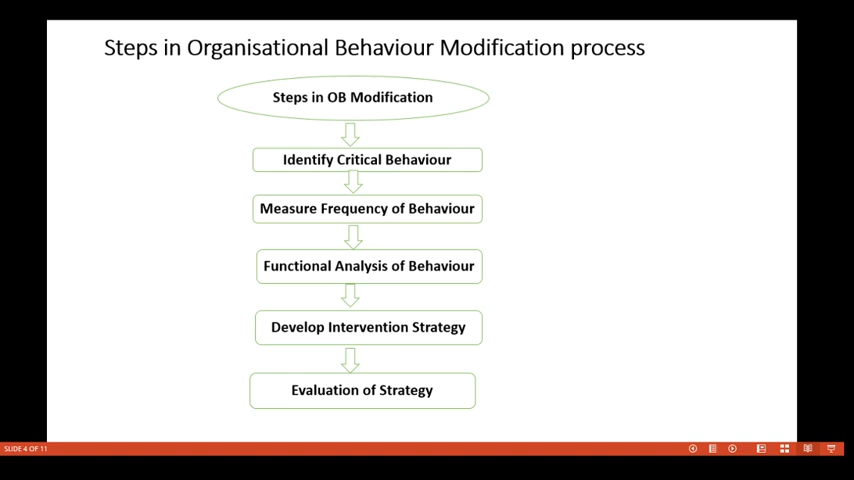 Steps in Organisational Behaviour Modification process
Steps in OB Modification
Identify Critical Behaviour
Measure Frequency of Behaviour
Functional Analysis of Behaviour
Develop Intervention Strategy
Evaluation of Strategy
SLIDE 4 OF 11